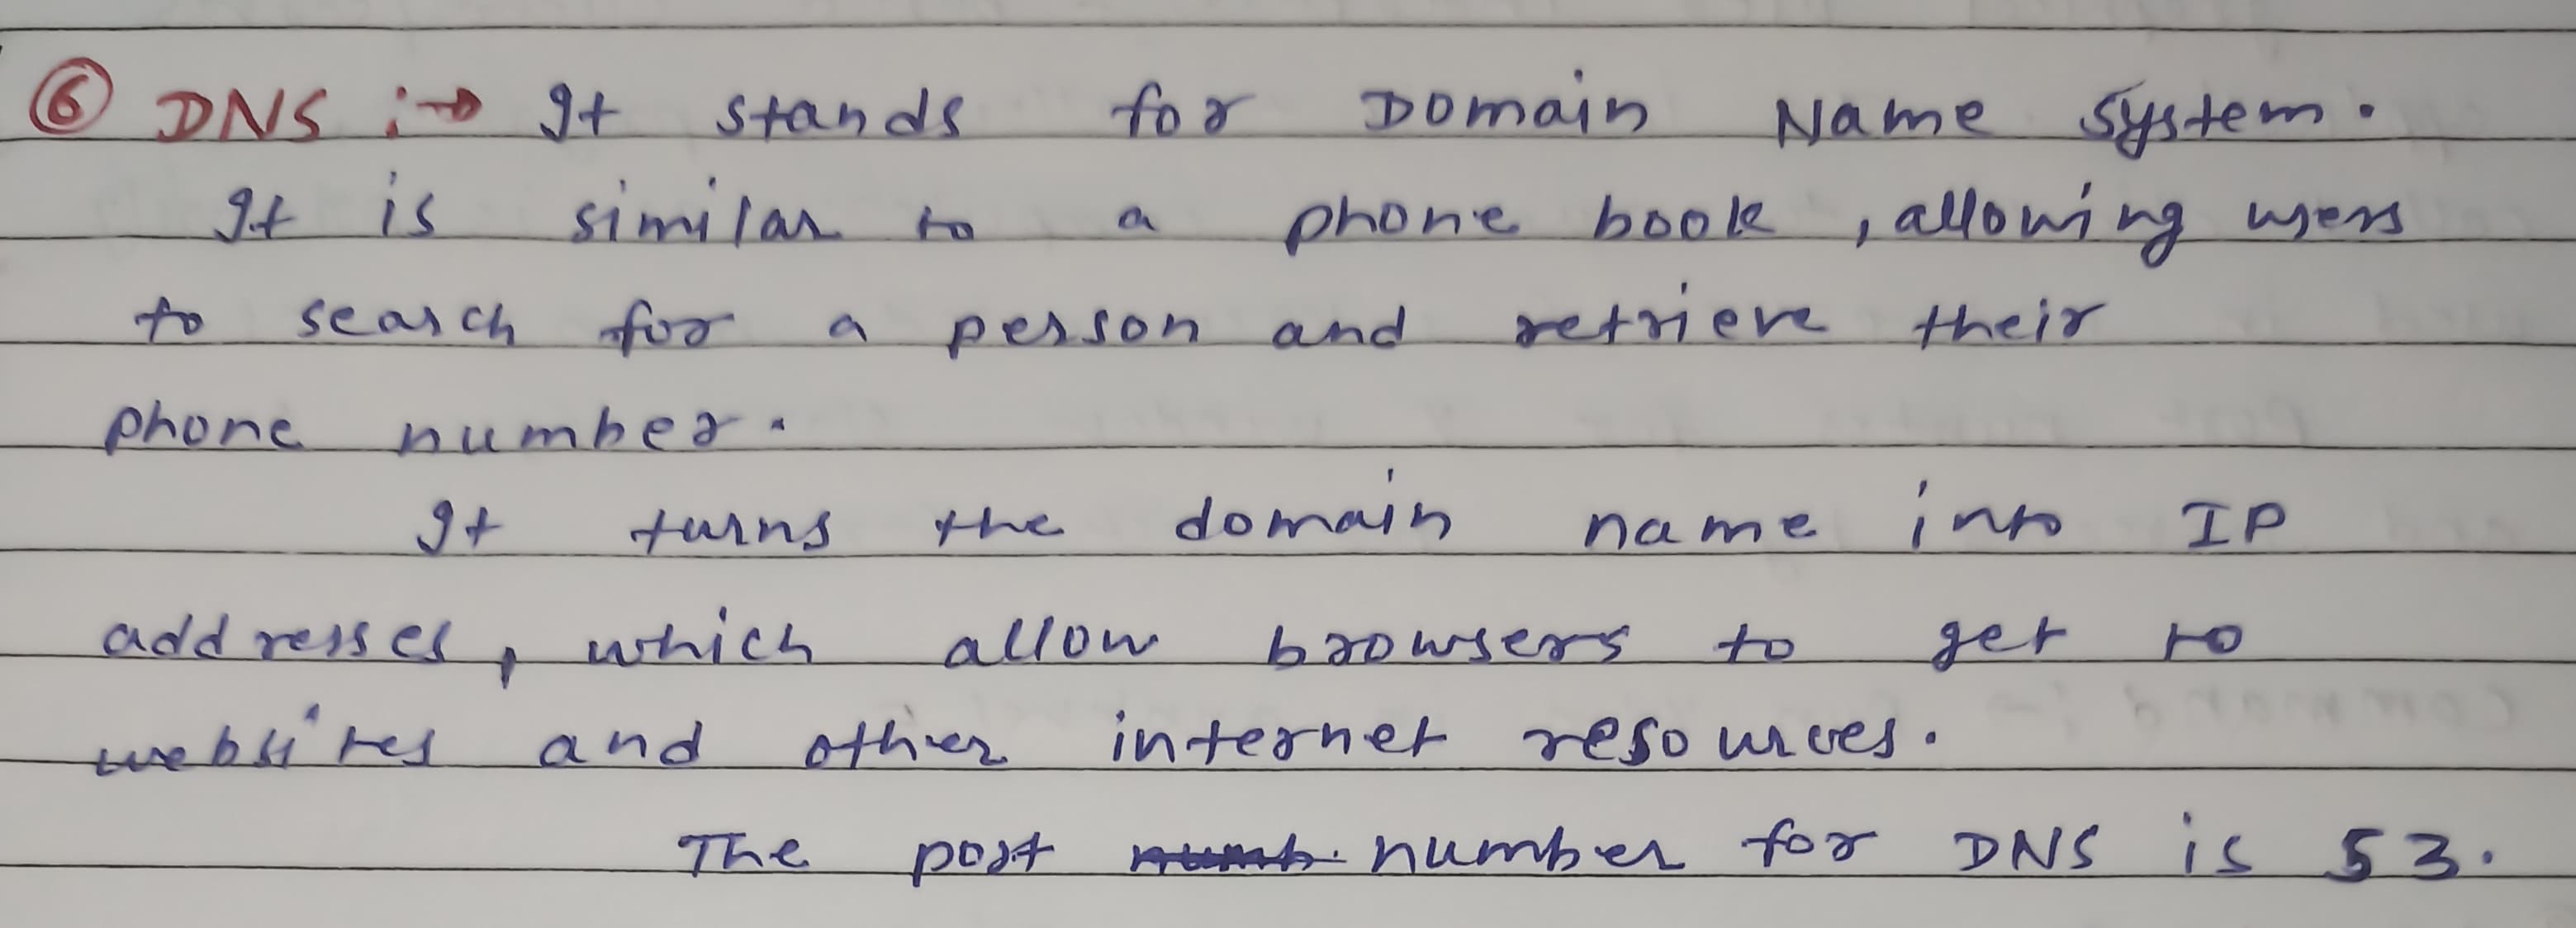 ⑥ DNS :→ It stands for Domain Name System.
It is similar to a phone book, allowing users
to search for a person and retrieve their
phone number.
It turns the domain name into IP
addresses, which allow browsers to get to
websites and other internet resources.
The port numb. number for DNS is 53.